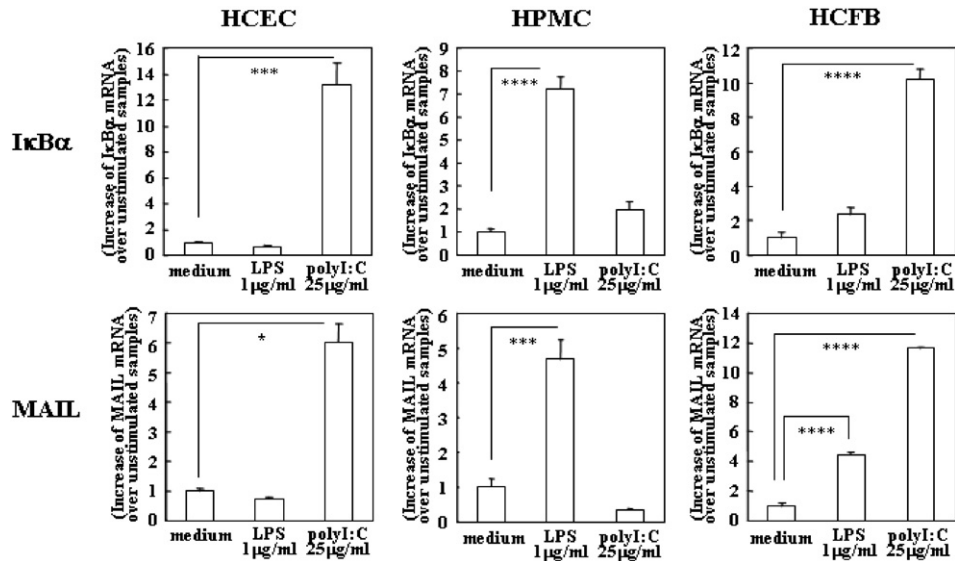 HCEC HPMC HCFB
IκBα
(Increase of IκBα mRNA
over unstimulated samples)
16
14
12
10
8
6
4
2
0
***
medium LPS polyI:C
1μg/ml 25μg/ml
(Increase of IκBα mRNA
over unstimulated samples)
9
8
7
6
5
4
3
2
1
0
****
medium LPS polyI:C
1μg/ml 25μg/ml
(Increase of IκBα mRNA
over unstimulated samples)
12
10
8
6
4
2
0
****
medium LPS polyI:C
1μg/ml 25μg/ml
MAIL
(Increase of MAIL mRNA
over unstimulated samples)
7
6
5
4
3
2
1
0
*
medium LPS polyI:C
1μg/ml 25μg/ml
(Increase of MAIL mRNA
over unstimulated samples)
6
5
4
3
2
1
0
***
medium LPS polyI:C
1μg/ml 25μg/ml
(Increase of MAIL mRNA
over unstimulated samples)
14
12
10
8
6
4
2
0
****
****
medium LPS polyI:C
1μg/ml 25μg/ml